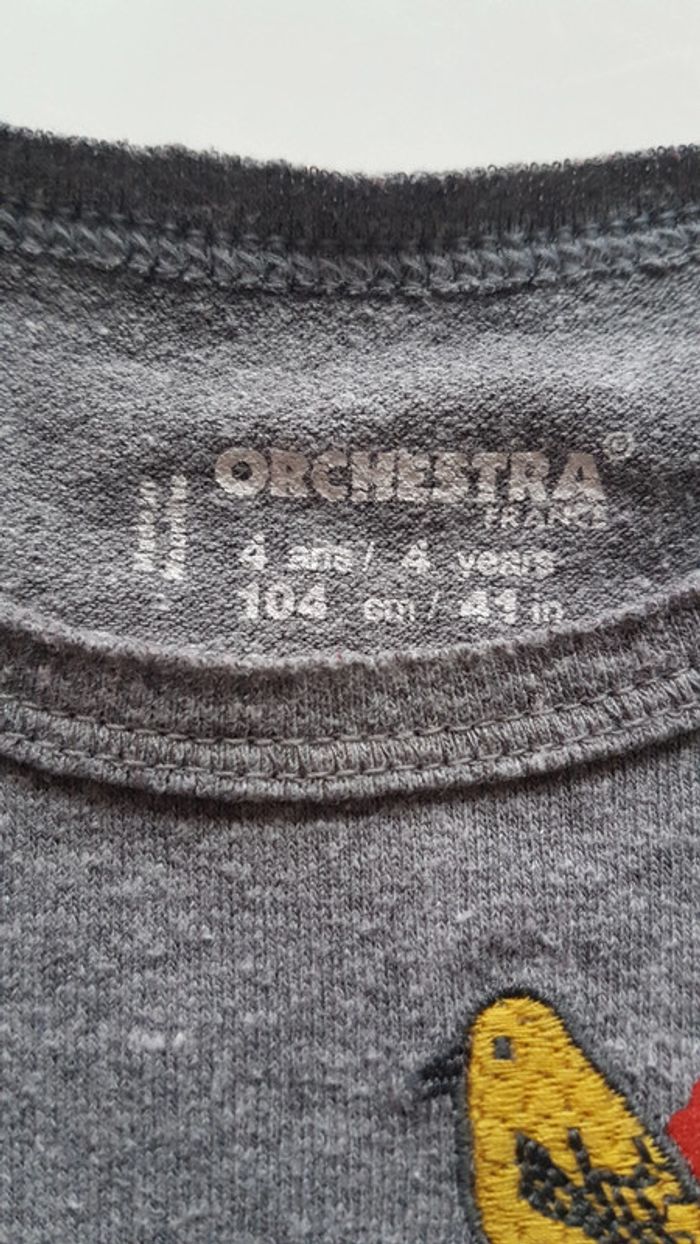 ORCHESTRA®
FRANCE
4 ans / 4 years
104 cm / 41 in